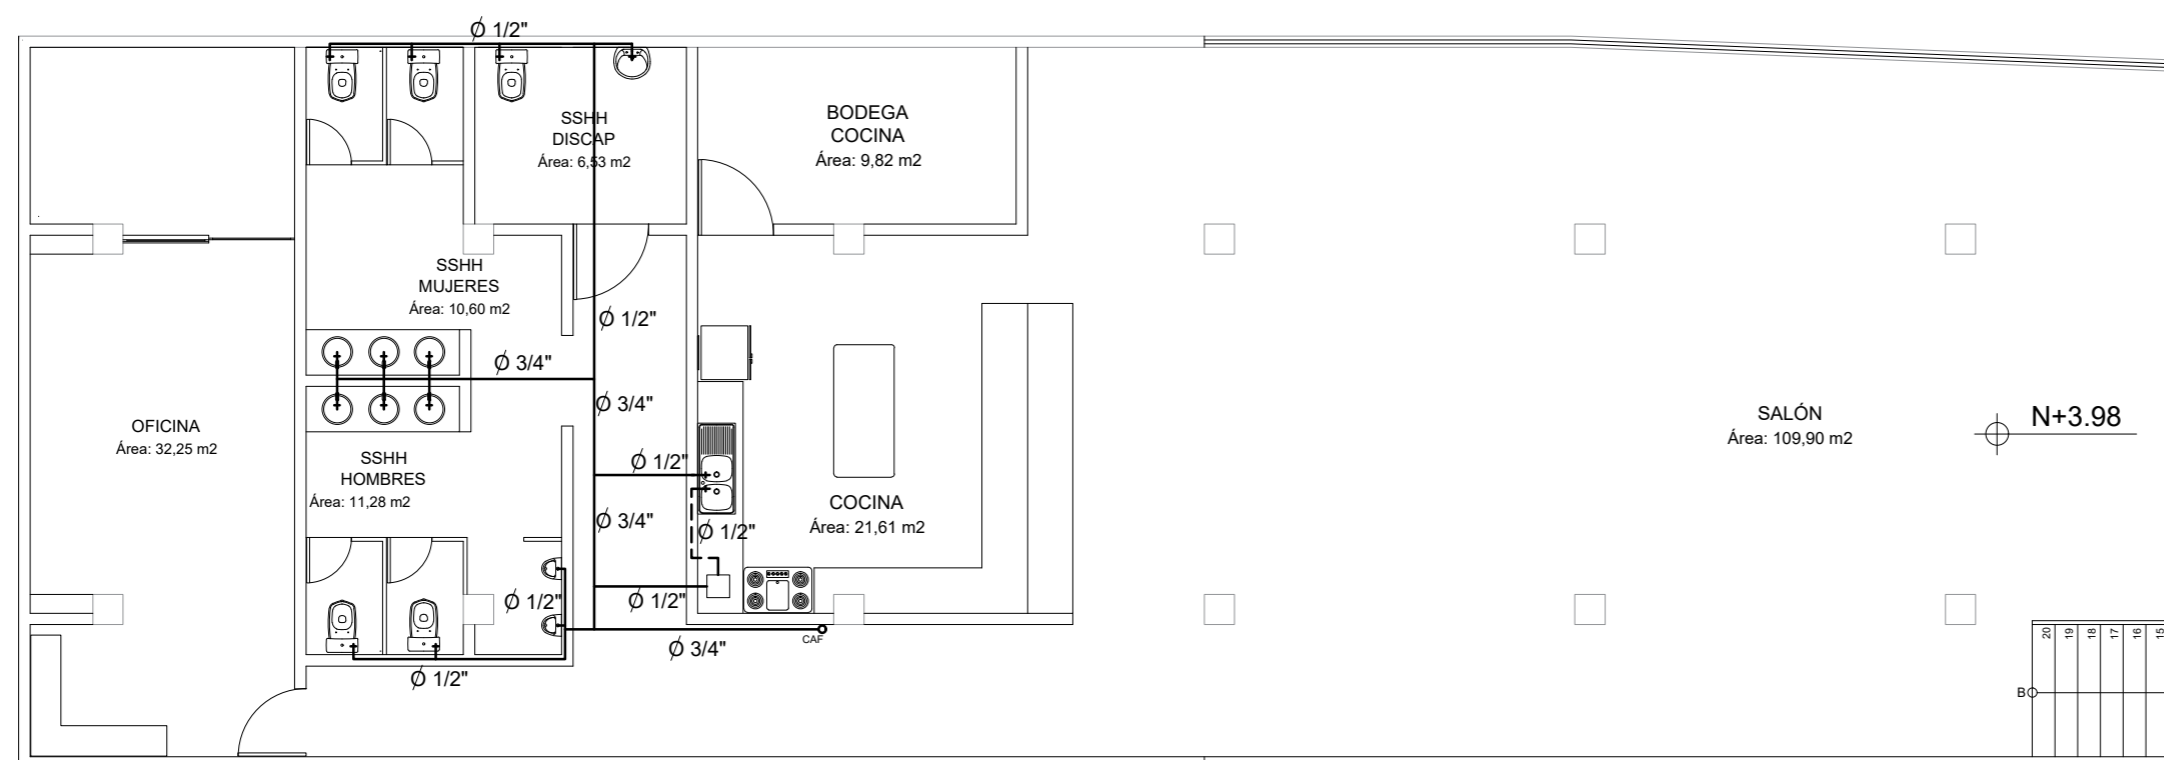 Ø 1/2"
SSHH
DISCAP
Área: 6,53 m2
BODEGA
COCINA
Área: 9,82 m2
SSHH
MUJERES
Área: 10,60 m2
Ø 1/2"
Ø 3/4"
Ø 3/4"
OFICINA
Área: 32,25 m2
SALÓN
Área: 109,90 m2
N+3.98
SSHH
HOMBRES
Área: 11,28 m2
Ø 1/2"
Ø 3/4"
Ø 1/2"
COCINA
Área: 21,61 m2
Ø 1/2"
Ø 1/2"
Ø 3/4"
CAF
Ø 1/2"
20
19
18
17
16
15
B